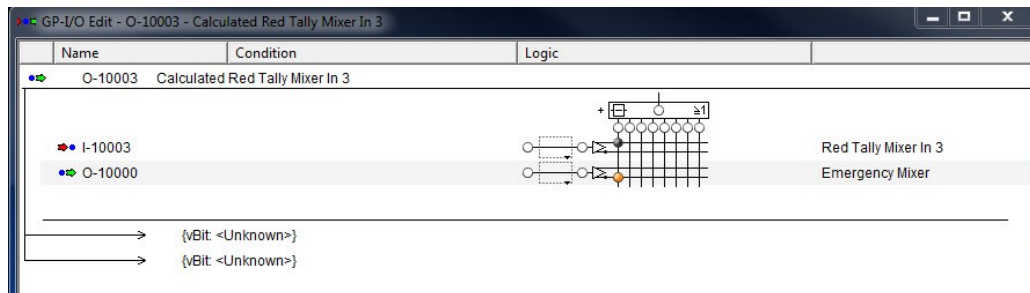 GP-I/O Edit - O-10003 - Calculated Red Tally Mixer In 3
Name Condition Logic
O-10003 Calculated Red Tally Mixer In 3
+ ≥1
I-10003 Red Tally Mixer In 3
O-10000 Emergency Mixer
{vBit: <Unknown>}
{vBit: <Unknown>}